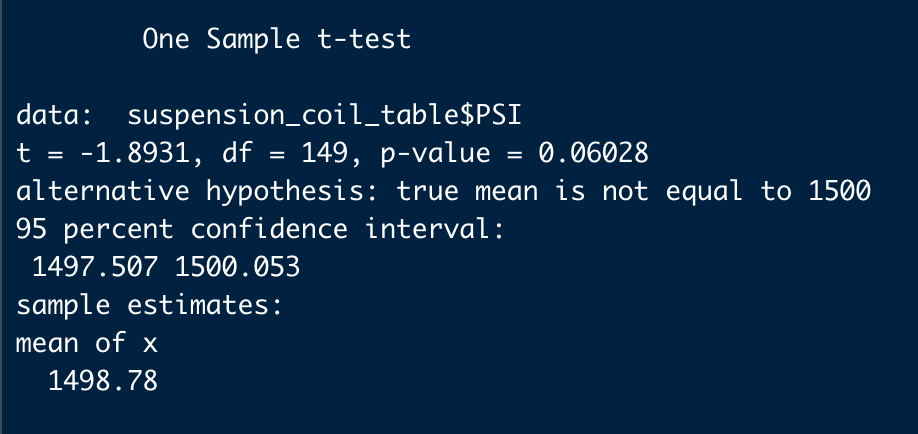 One Sample t-test
data:  suspension_coil_table$PSI
t = -1.8931, df = 149, p-value = 0.06028
alternative hypothesis: true mean is not equal to 1500
95 percent confidence interval:
1497.507 1500.053
sample estimates:
mean of x
1498.78